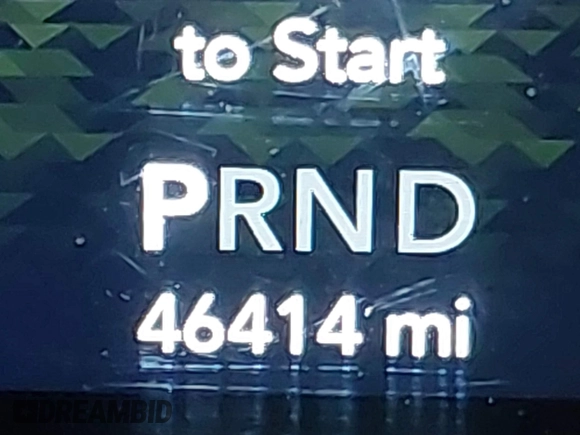 to Start
PRND
46414 mi
DREAMBID